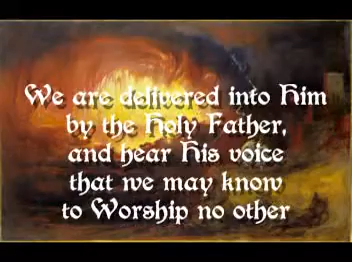 We are delivered into Him
by the Holy Father,
and hear His voice
that we may know
to Worship no other